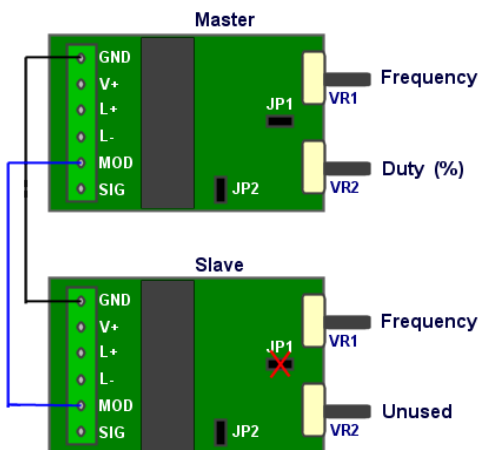 Master
GND
V+
L+
L-
MOD
SIG
JP1
JP2
VR1
Frequency
VR2
Duty (%)
Slave
GND
V+
L+
L-
MOD
SIG
JP1
JP2
VR1
Frequency
VR2
Unused